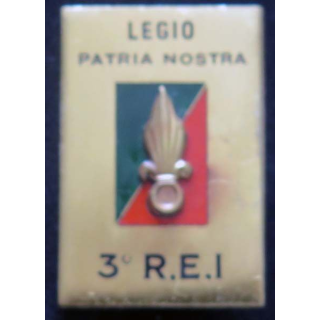 LEGIO
PATRIA NOSTRA
3e R.E.I